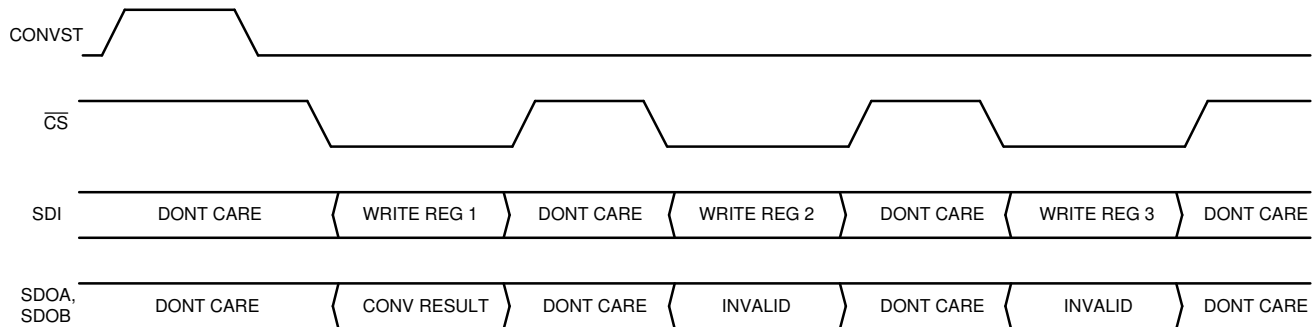 CONVST
CS
SDI DONT CARE WRITE REG 1 DONT CARE WRITE REG 2 DONT CARE WRITE REG 3 DONT CARE
SDOA,
SDOB DONT CARE CONV RESULT DONT CARE INVALID DONT CARE INVALID DONT CARE